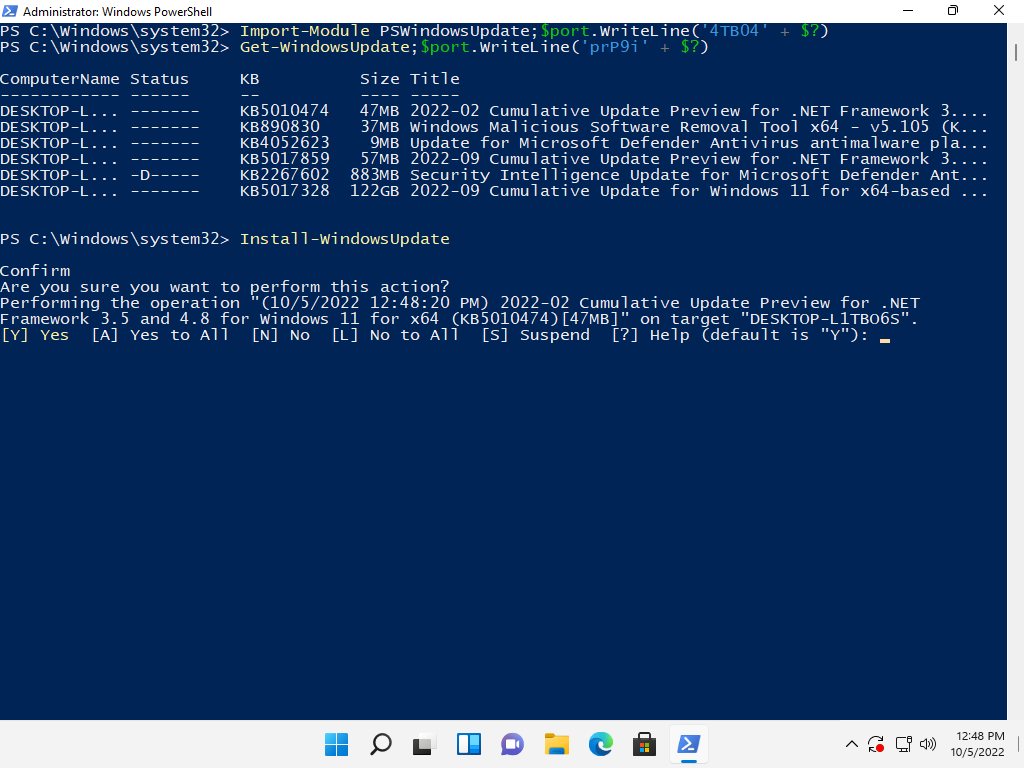 Administrator: Windows PowerShell
PS C:\Windows\system32> Import-Module PSWindowsUpdate;$port.WriteLine('4TBO4' + $?)
PS C:\Windows\system32> Get-WindowsUpdate;$port.WriteLine('prP9i' + $?)
ComputerName Status     KB          Size Title
------------ ------     --          ---- -----
DESKTOP-L... -------    KB5010474   47MB 2022-02 Cumulative Update Preview for .NET Framework 3....
DESKTOP-L... -------    KB890830    37MB Windows Malicious Software Removal Tool x64 - v5.105 (K...
DESKTOP-L... -------    KB4052623    9MB Update for Microsoft Defender Antivirus antimalware pla...
DESKTOP-L... -------    KB5017859   57MB 2022-09 Cumulative Update Preview for .NET Framework 3....
DESKTOP-L... -D-----    KB2267602  883MB Security Intelligence Update for Microsoft Defender Ant...
DESKTOP-L... -------    KB5017328  122GB 2022-09 Cumulative Update for Windows 11 for x64-based ...
PS C:\Windows\system32> Install-WindowsUpdate
Confirm
Are you sure you want to perform this action?
Performing the operation "(10/5/2022 12:48:20 PM) 2022-02 Cumulative Update Preview for .NET
Framework 3.5 and 4.8 for Windows 11 for x64 (KB5010474)[47MB]" on target "DESKTOP-L1TBO6S".
[Y] Yes  [A] Yes to All  [N] No  [L] No to All  [S] Suspend  [?] Help (default is "Y"):
12:48 PM
10/5/2022